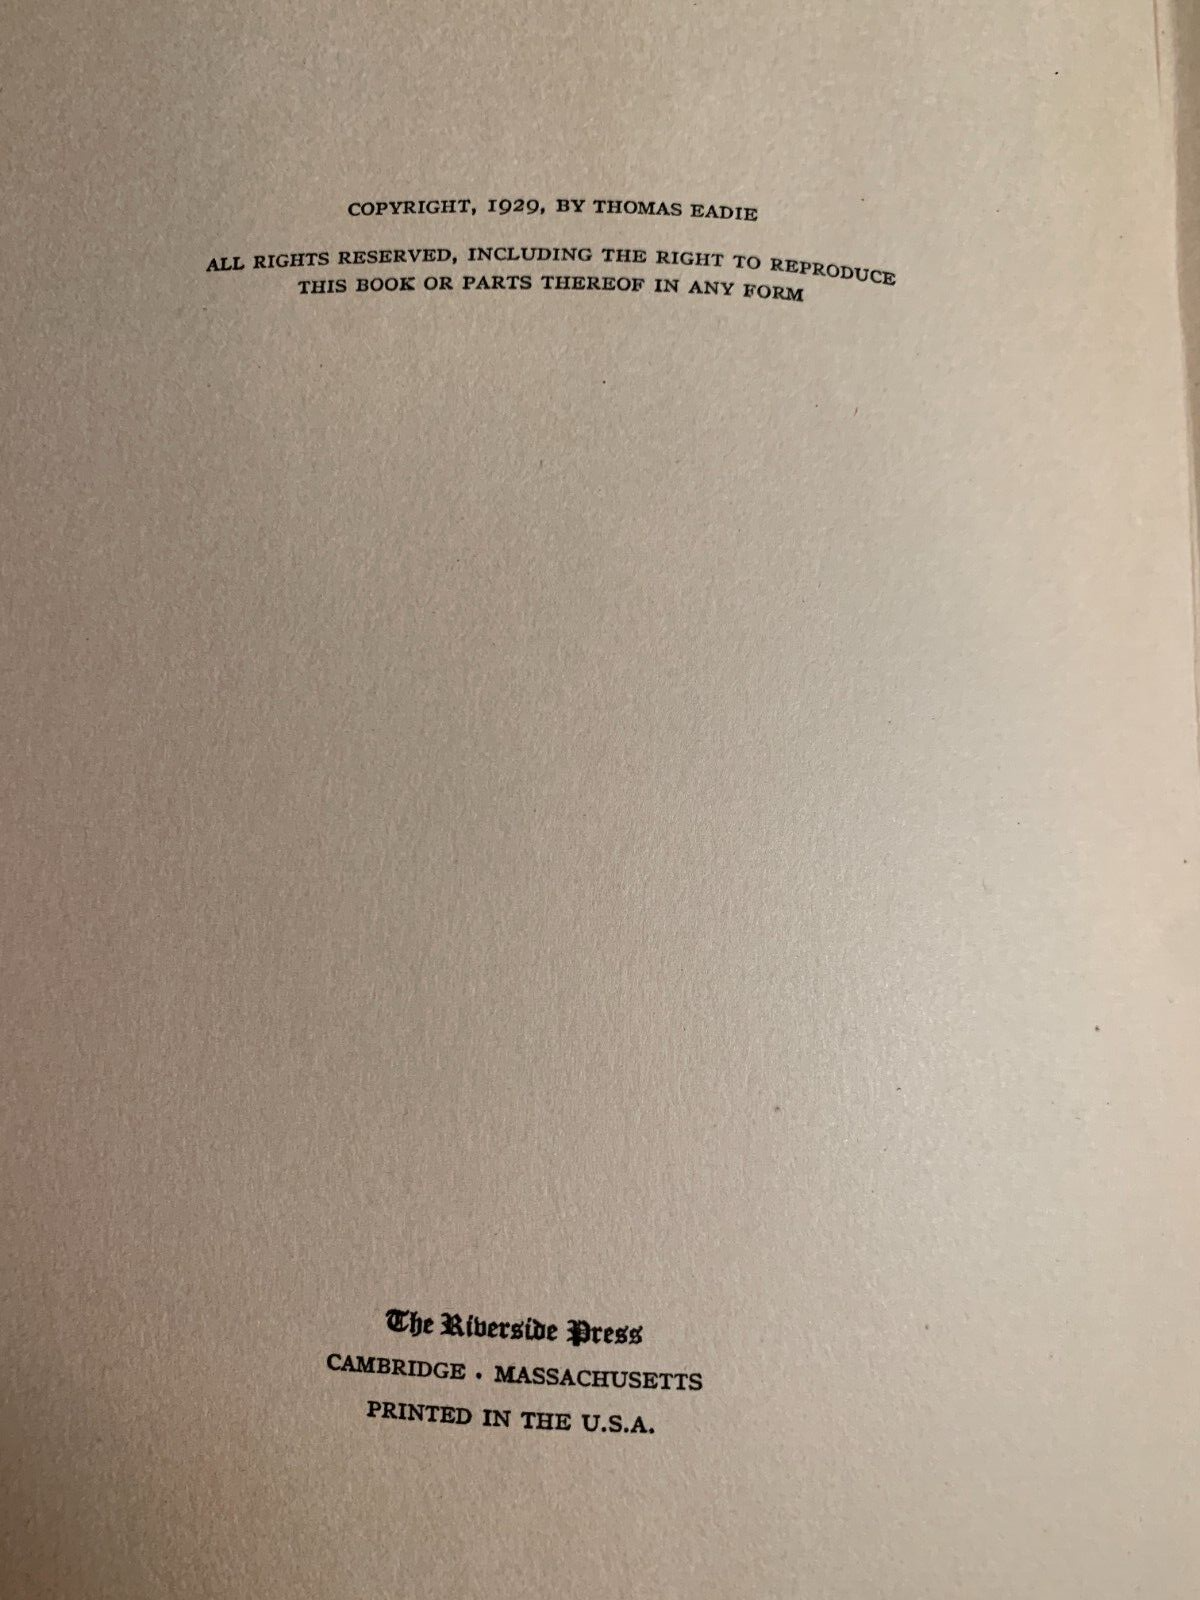 COPYRIGHT, 1929, BY THOMAS EADIE
ALL RIGHTS RESERVED, INCLUDING THE RIGHT TO REPRODUCE
THIS BOOK OR PARTS THEREOF IN ANY FORM
The Riverside Press
CAMBRIDGE . MASSACHUSETTS
PRINTED IN THE U.S.A.